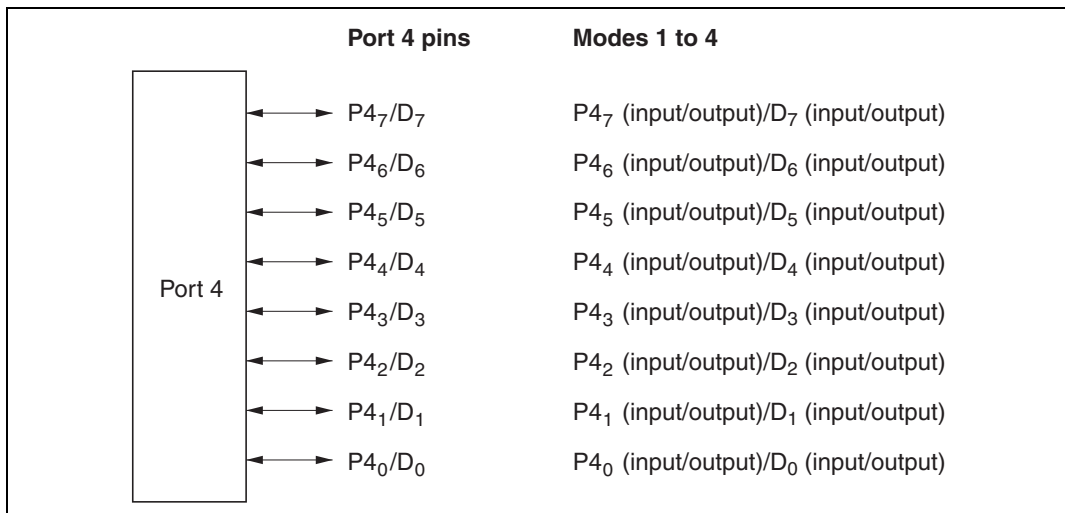 Port 4 pins Modes 1 to 4
P4₇/D₇ P4₇ (input/output)/D₇ (input/output)
P4₆/D₆ P4₆ (input/output)/D₆ (input/output)
P4₅/D₅ P4₅ (input/output)/D₅ (input/output)
P4₄/D₄ P4₄ (input/output)/D₄ (input/output)
Port 4
P4₃/D₃ P4₃ (input/output)/D₃ (input/output)
P4₂/D₂ P4₂ (input/output)/D₂ (input/output)
P4₁/D₁ P4₁ (input/output)/D₁ (input/output)
P4₀/D₀ P4₀ (input/output)/D₀ (input/output)